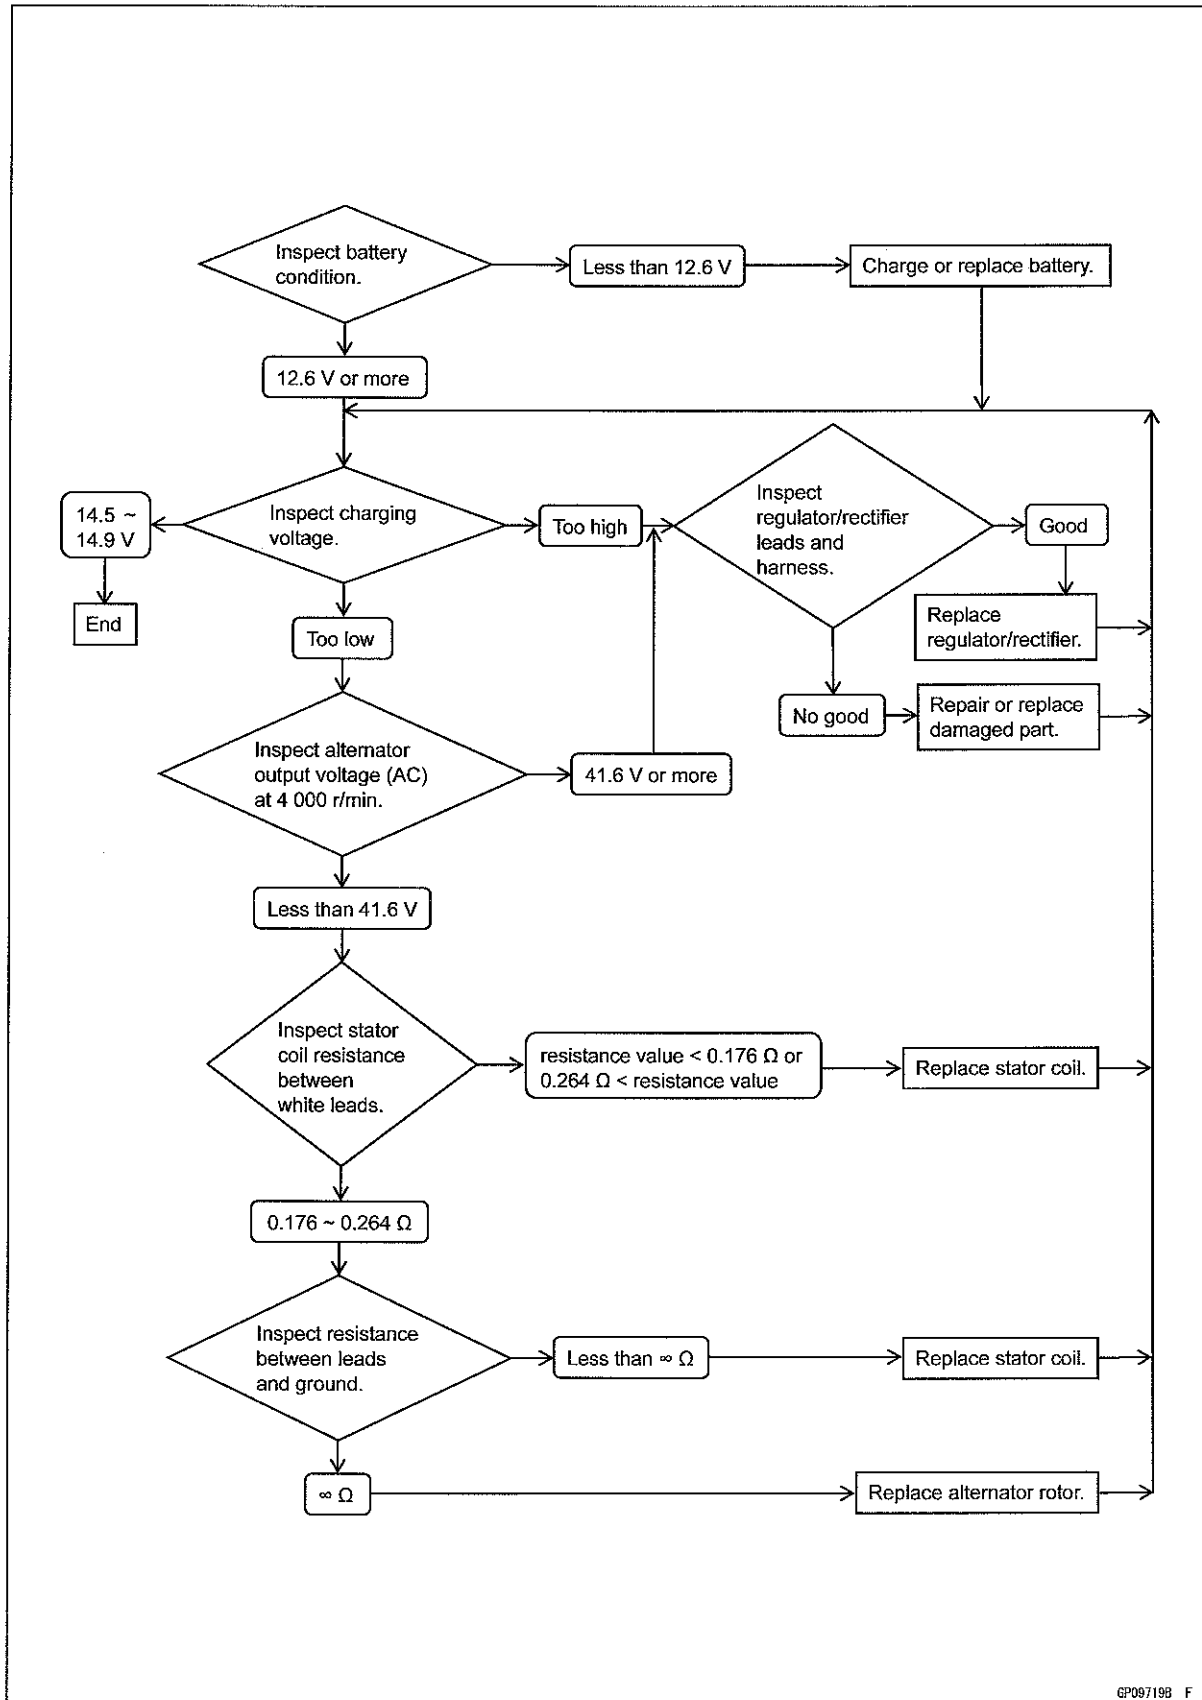 Inspect battery
condition.
Less than 12.6 V
Charge or replace battery.
12.6 V or more
14.5 ~
14.9 V
Inspect charging
voltage.
Too high
Inspect
regulator/rectifier
leads and
harness.
Good
End
Too low
Replace
regulator/rectifier.
No good
Repair or replace
damaged part.
Inspect alternator
output voltage (AC)
at 4 000 r/min.
41.6 V or more
Less than 41.6 V
Inspect stator
coil resistance
between
white leads.
resistance value < 0.176 Ω or
0.264 Ω < resistance value
Replace stator coil.
0.176 ~ 0.264 Ω
Inspect resistance
between leads
and ground.
Less than ∞ Ω
Replace stator coil.
∞ Ω
Replace alternator rotor.
GP09719B F